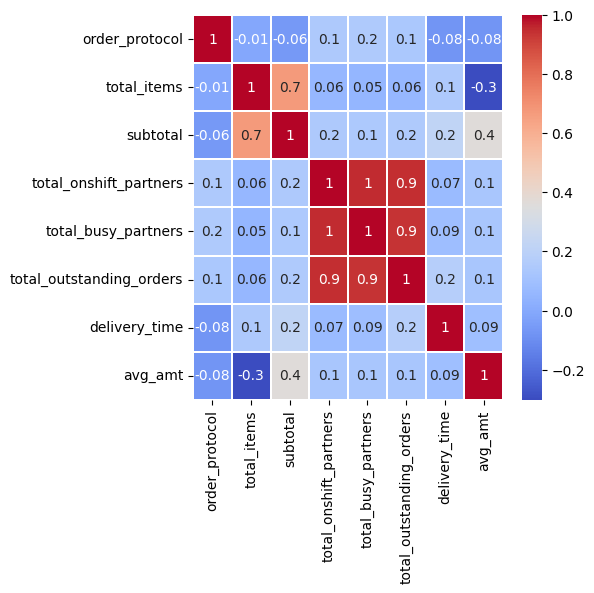 order_protocol 1 -0.01 -0.06 0.1 0.2 0.1 -0.08 -0.08
total_items -0.01 1 0.7 0.06 0.05 0.06 0.1 -0.3
subtotal -0.06 0.7 1 0.2 0.1 0.2 0.2 0.4
total_onshift_partners 0.1 0.06 0.2 1 1 0.9 0.07 0.1
total_busy_partners 0.2 0.05 0.1 1 1 0.9 0.09 0.1
total_outstanding_orders 0.1 0.06 0.2 0.9 0.9 1 0.2 0.1
delivery_time -0.08 0.1 0.2 0.07 0.09 0.2 1 0.09
avg_amt -0.08 -0.3 0.4 0.1 0.1 0.1 0.09 1
order_protocol
total_items
subtotal
total_onshift_partners
total_busy_partners
total_outstanding_orders
delivery_time
avg_amt
1.0
0.8
0.6
0.4
0.2
0.0
−0.2